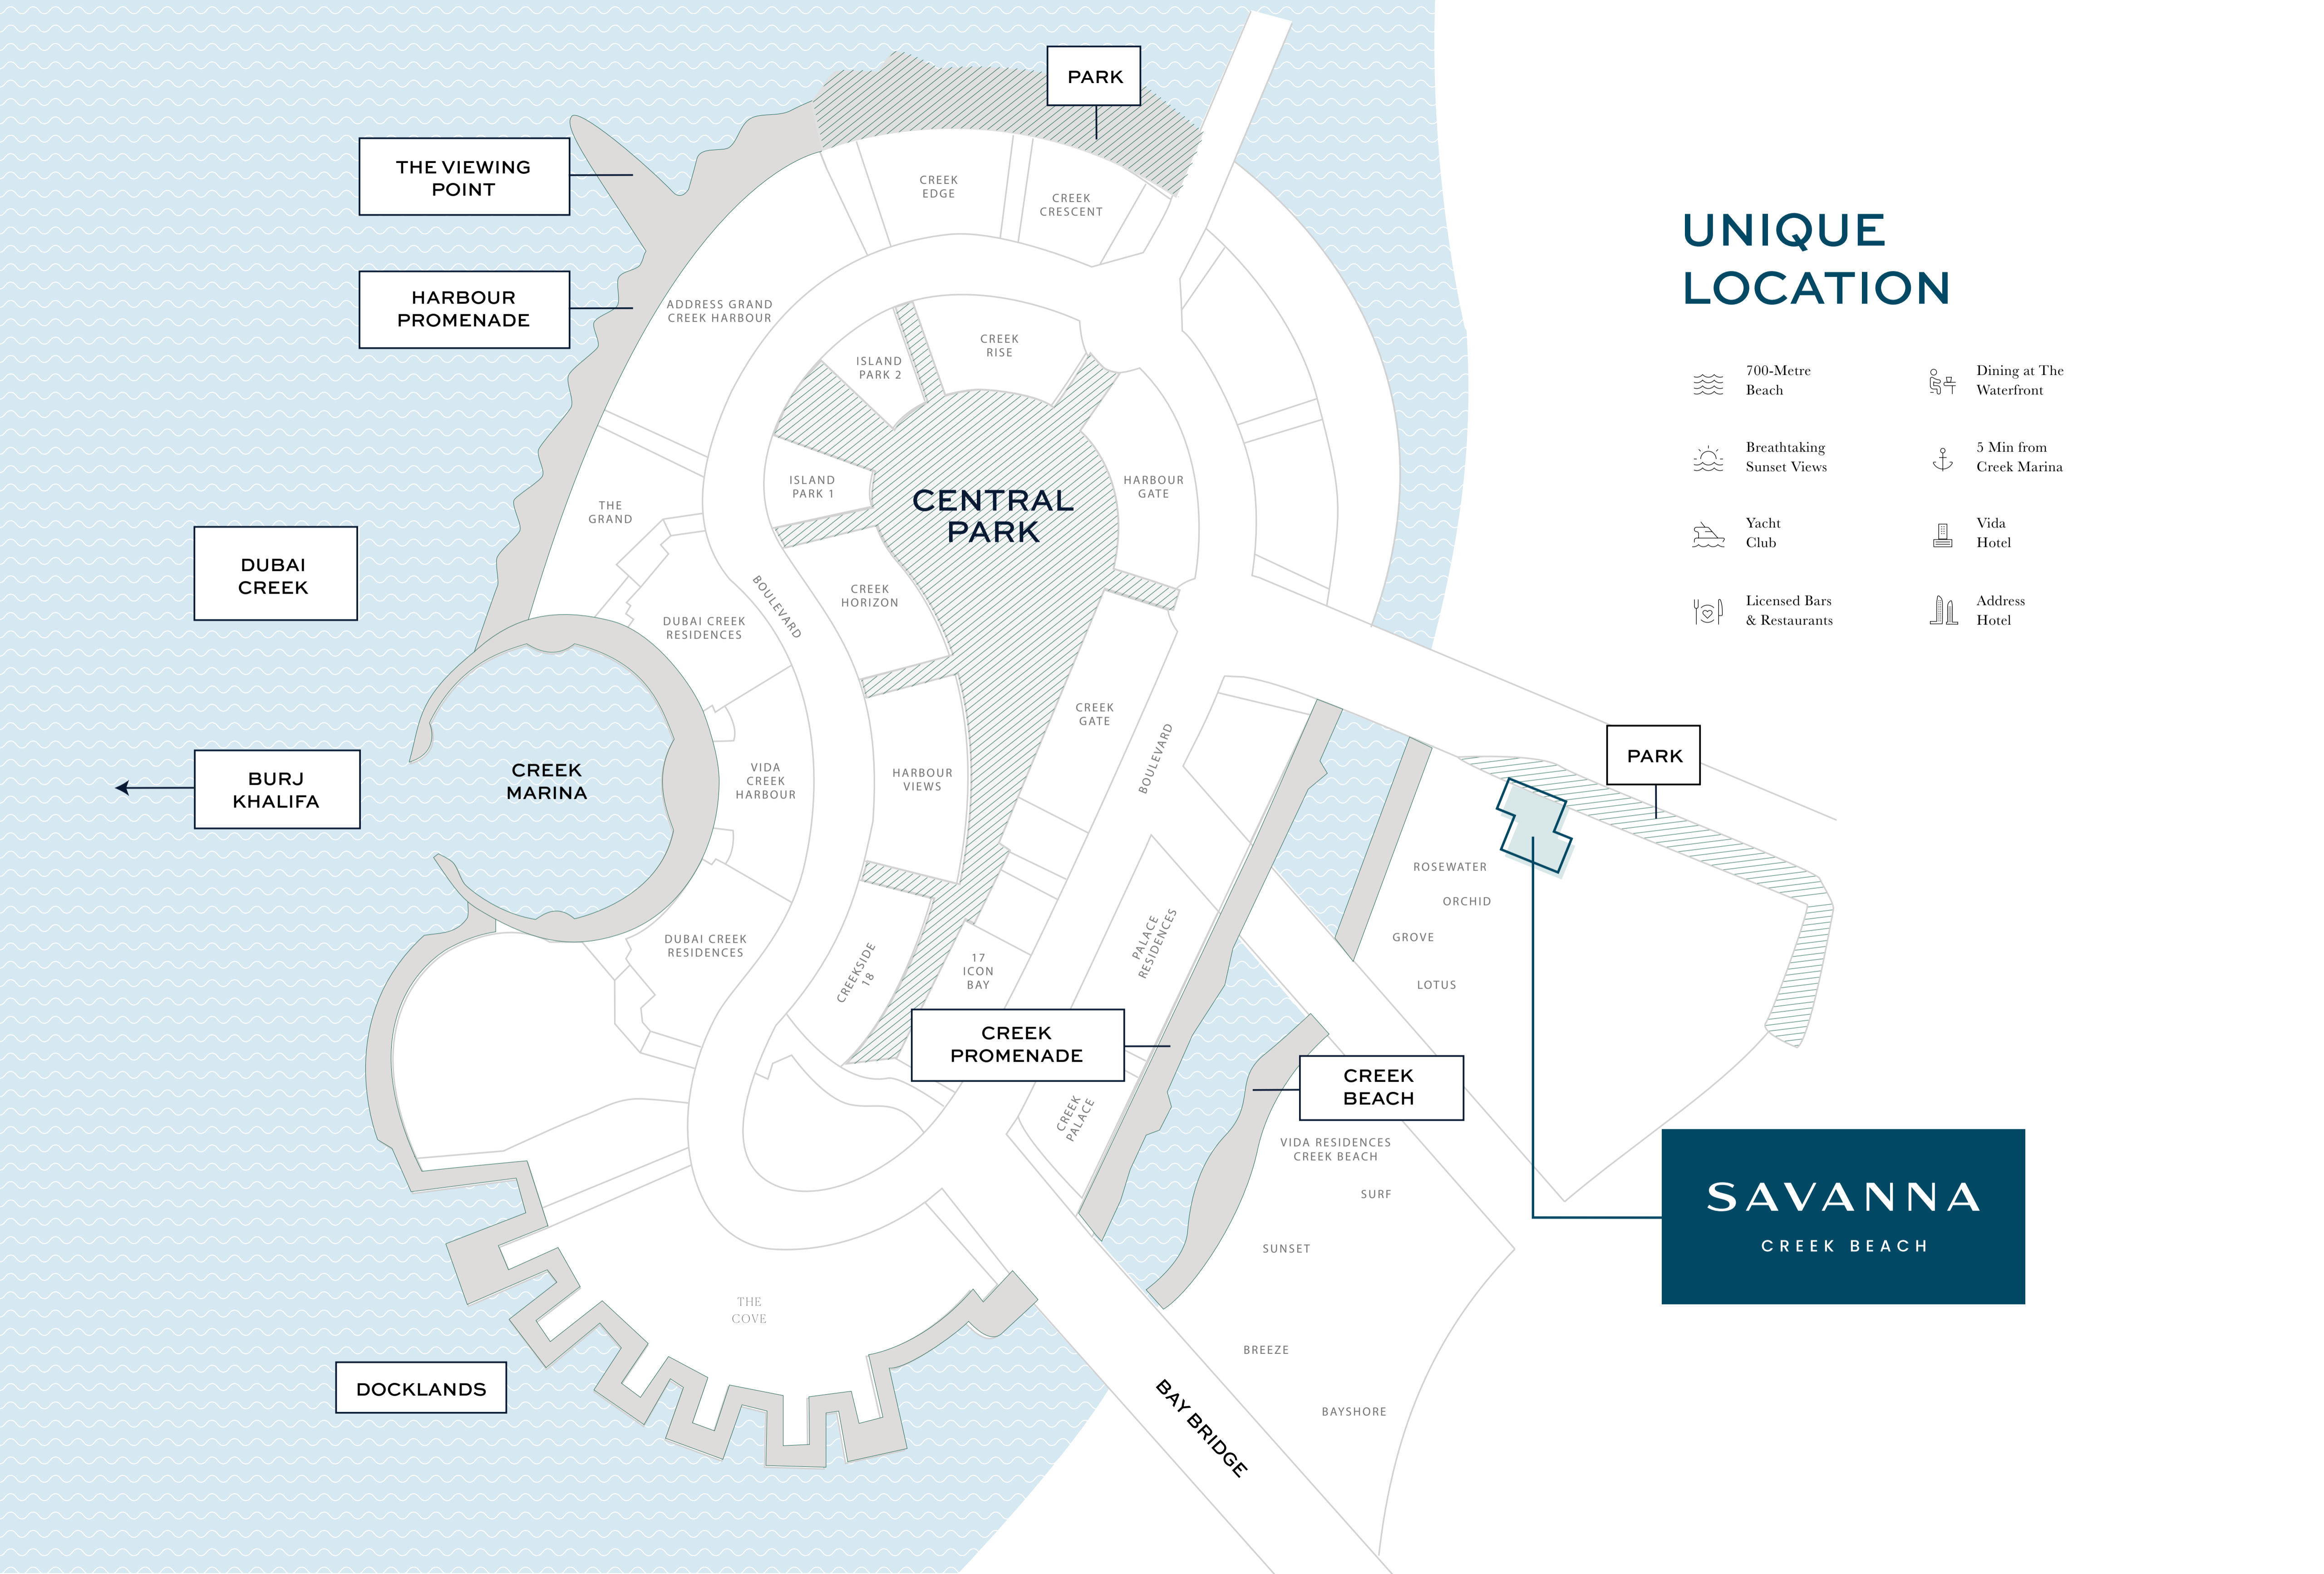 PARK
THE VIEWING
POINT
HARBOUR
PROMENADE
CREEK
EDGE
CREEK
CRESCENT
ADDRESS GRAND
CREEK HARBOUR
ISLAND
PARK 2
CREEK
RISE
ISLAND
PARK 1
HARBOUR
GATE
CENTRAL
PARK
THE
GRAND
DUBAI
CREEK
BOULEVARD
CREEK
HORIZON
DUBAI CREEK
RESIDENCES
CREEK
GATE
BOULEVARD
BURJ
KHALIFA
CREEK
MARINA
VIDA
CREEK
HARBOUR
HARBOUR
VIEWS
PARK
ROSEWATER
ORCHID
GROVE
LOTUS
DUBAI CREEK
RESIDENCES
CREEKSIDE
18
17
ICON
BAY
PALACE
RESIDENCES
CREEK
PROMENADE
CREEK
BEACH
CREEK
PALACE
VIDA RESIDENCES
CREEK BEACH
SURF
SUNSET
BREEZE
BAYSHORE
BAY BRIDGE
THE
COVE
DOCKLANDS
UNIQUE
LOCATION
700-Metre
Beach
Dining at The
Waterfront
Breathtaking
Sunset Views
5 Min from
Creek Marina
Yacht
Club
Vida
Hotel
Licensed Bars
& Restaurants
Address
Hotel
SAVANNA
CREEK BEACH